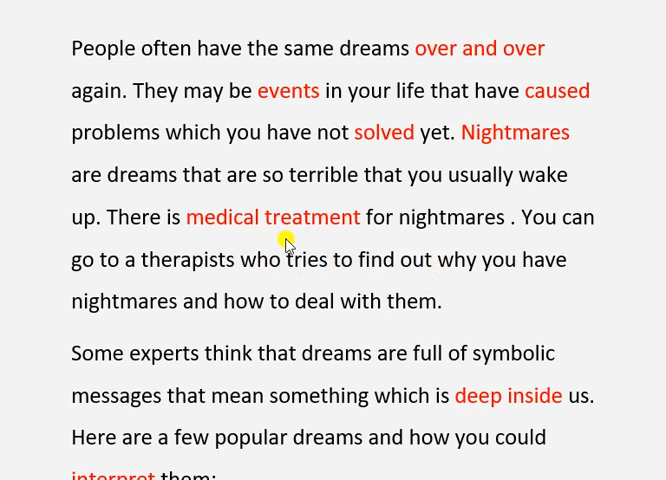 People often have the same dreams over and over
again. They may be events in your life that have caused
problems which you have not solved yet. Nightmares
are dreams that are so terrible that you usually wake
up. There is medical treatment for nightmares . You can
go to a therapists who tries to find out why you have
nightmares and how to deal with them.
Some experts think that dreams are full of symbolic
messages that mean something which is deep inside us.
Here are a few popular dreams and how you could
interpret them: